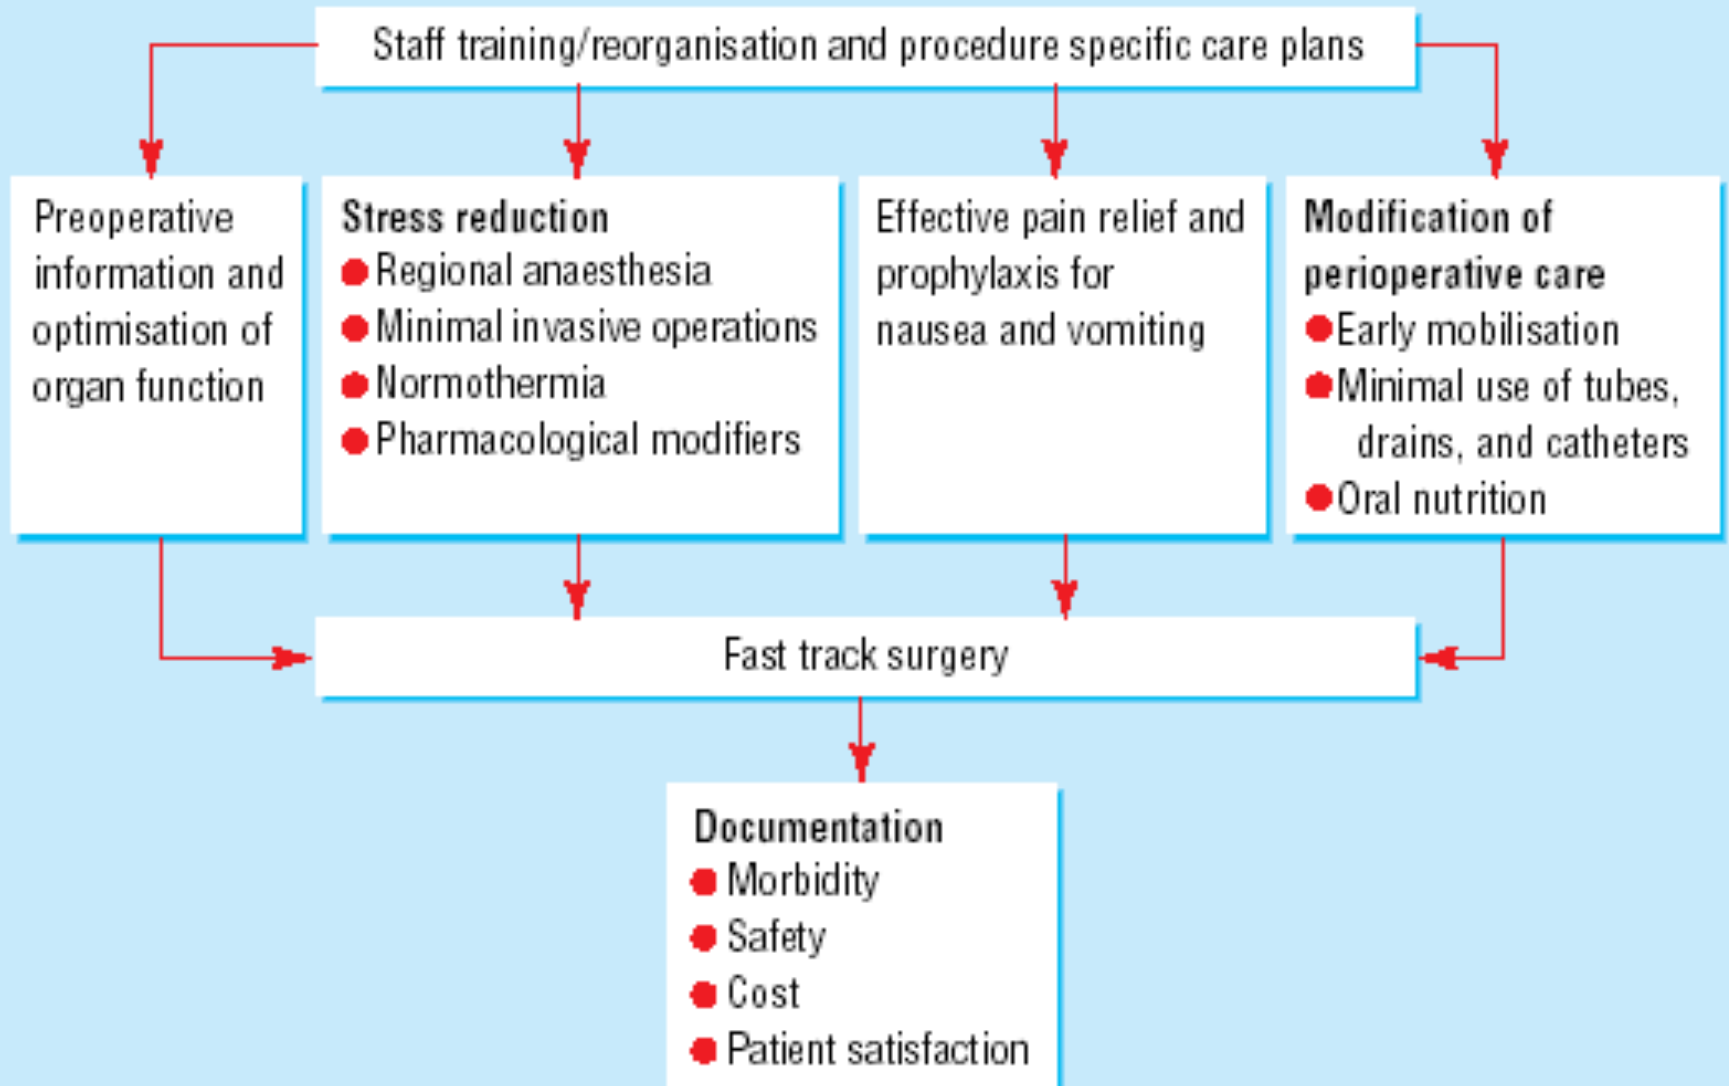 Staff training/reorganisation and procedure specific care plans
Preoperative
information and
optimisation of
organ function
Stress reduction
● Regional anaesthesia
● Minimal invasive operations
● Normothermia
● Pharmacological modifiers
Effective pain relief and
prophylaxis for
nausea and vomiting
Modification of
perioperative care
● Early mobilisation
● Minimal use of tubes,
drains, and catheters
● Oral nutrition
Fast track surgery
Documentation
● Morbidity
● Safety
● Cost
● Patient satisfaction